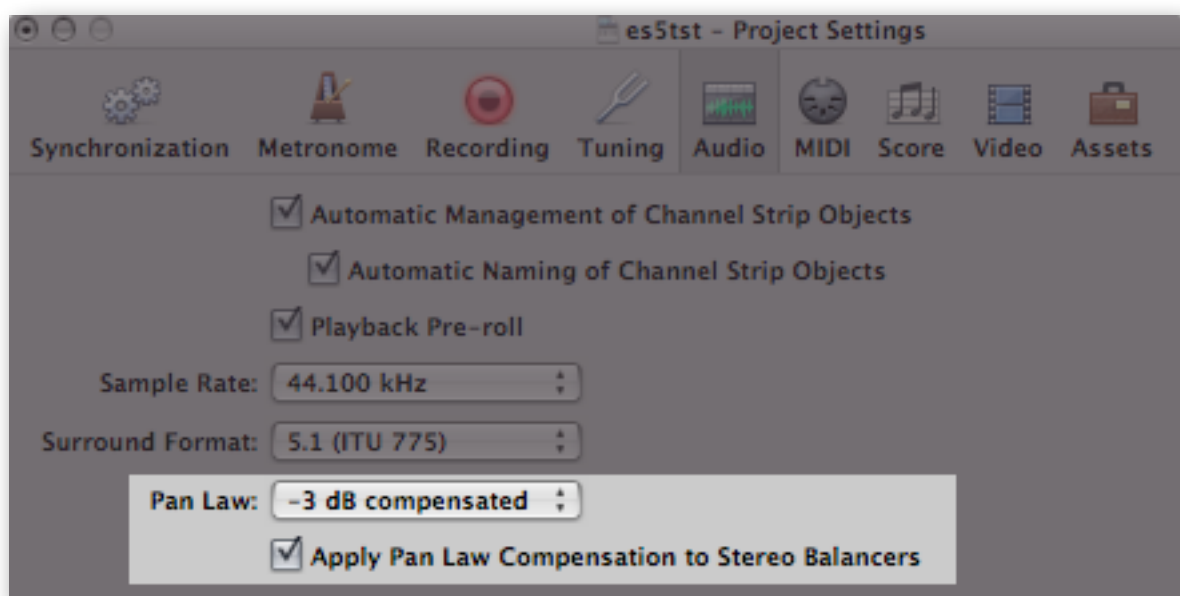 es5tst – Project Settings
Synchronization Metronome Recording Tuning Audio MIDI Score Video Assets
Automatic Management of Channel Strip Objects
Automatic Naming of Channel Strip Objects
Playback Pre-roll
Sample Rate: 44.100 kHz
Surround Format: 5.1 (ITU 775)
Pan Law: -3 dB compensated
Apply Pan Law Compensation to Stereo Balancers